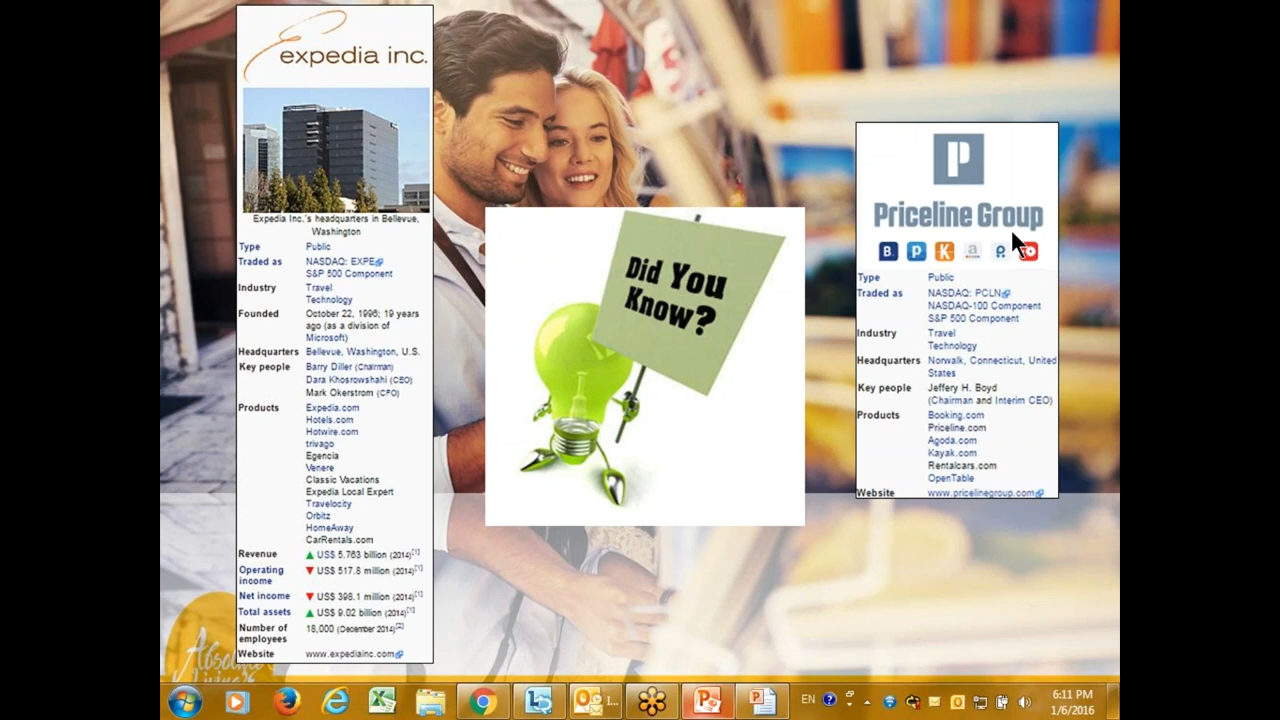 expedia inc.
Expedia Inc.'s headquarters in Bellevue,
Washington
Type Public
Traded as NASDAQ: EXPE
S&P 500 Component
Industry Travel
Technology
Founded October 22, 1996; 19 years
ago (as a division of
Microsoft)
Headquarters Bellevue, Washington, U.S.
Key people Barry Diller (Chairman)
Dara Khosrowshahi (CEO)
Mark Okerstrom (CFO)
Products Expedia.com
Hotels.com
Hotwire.com
trivago
Egencia
Venere
Classic Vacations
Expedia Local Expert
Travelocity
Orbitz
HomeAway
CarRentals.com
Revenue ▲ US$ 5.763 billion (2014)[1]
Operating
income ▼ US$ 517.8 million (2014)[1]
Net income ▼ US$ 398.1 million (2014)[1]
Total assets ▲ US$ 9.02 billion (2014)[1]
Number of
employees 18,000 (December 2014)[2]
Website www.expediainc.com
Did You
Know?
P
Priceline Group
B. p K a
Type Public
Traded as NASDAQ: PCLN
NASDAQ-100 Component
S&P 500 Component
Industry Travel
Technology
Headquarters Norwalk, Connecticut, United
States
Key people Jeffery H. Boyd
(Chairman and Interim CEO)
Products Booking.com
Priceline.com
Agoda.com
Kayak.com
Rentalcars.com
OpenTable
Website www.pricelinegroup.com
Absolute
Living
EN
6:11 PM
1/6/2016